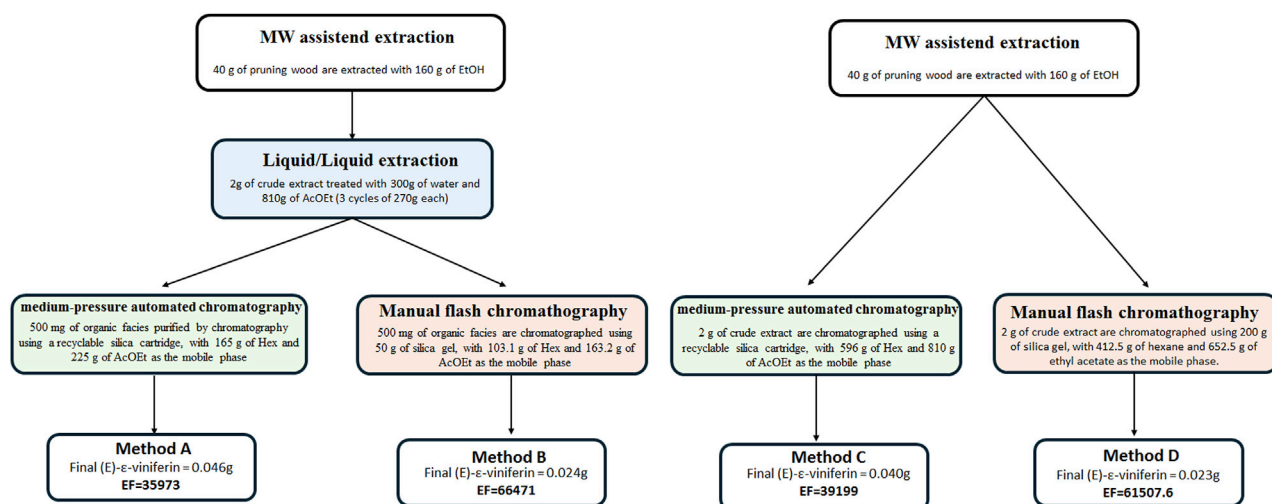 MW assistend extraction
40 g of pruning wood are extracted with 160 g of EtOH
Liquid/Liquid extraction
2g of crude extract treated with 300g of water and
810g of AcOEt (3 cycles of 270g each)
medium-pressure automated chromatography
500 mg of organic facies purified by chromatography
using a recyclable silica cartridge, with 165 g of Hex and
225 g of AcOEt as the mobile phase
Manual flash chromathography
500 mg of organic facies are chromatographed using
50 g of silica gel, with 103.1 g of Hex and 163.2 g of
AcOEt as the mobile phase
Method A
Final (E)-ε-viniferin = 0.046g
EF=35973
Method B
Final (E)-ε-viniferin = 0.024g
EF=66471
MW assistend extraction
40 g of pruning wood are extracted with 160 g of EtOH
medium-pressure automated chromatography
2 g of crude extract are chromatographed using a
recyclable silica cartridge, with 596 g of Hex and 810 g
of AcOEt as the mobile phase
Manual flash chromathography
2 g of crude extract are chromatographed using 200 g
of silica gel, with 412.5 g of hexane and 652.5 g of
ethyl acetate as the mobile phase.
Method C
Final (E)-ε-viniferin = 0.040g
EF=39199
Method D
Final (E)-ε-viniferin = 0.023g
EF=61507.6